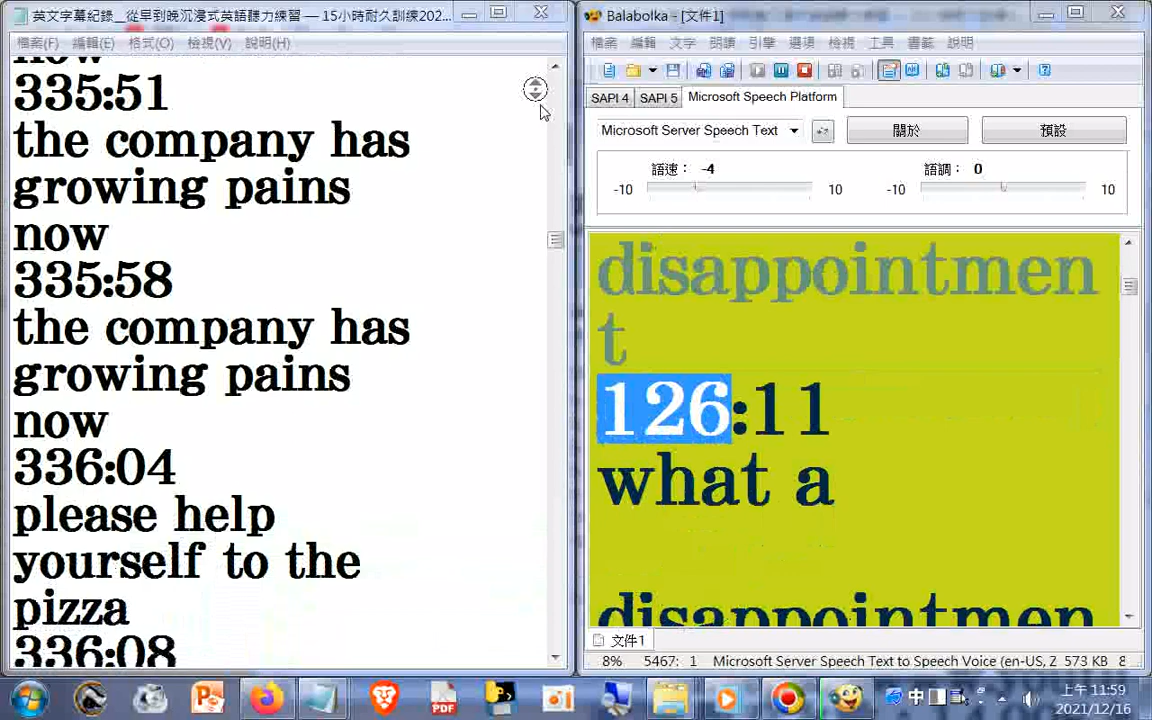 英文字幕紀錄__從早到晚沉浸式英語聽力練習 — 15小時耐久訓練202...
檔案(F) 編輯(E) 格式(O) 檢視(V) 說明(H)
now
335:51
the company has
growing pains
now
335:58
the company has
growing pains
now
336:04
please help
yourself to the
pizza
336:08
Balabolka - [文件1]
檔案 編輯 文字 朗讀 引擎 選項 檢視 工具 書籤 說明
SAPI 4 SAPI 5 Microsoft Speech Platform
Microsoft Server Speech Text 關於 預設
語速： -4 語調： 0
-10 10 -10 10
disappointmen
t
126:11
what a
disappointmen
文件1
8% 5467: 1 Microsoft Server Speech Text to Speech Voice (en-US, Z 573 KB 8
PDF
中
上午 11:59
2021/12/16